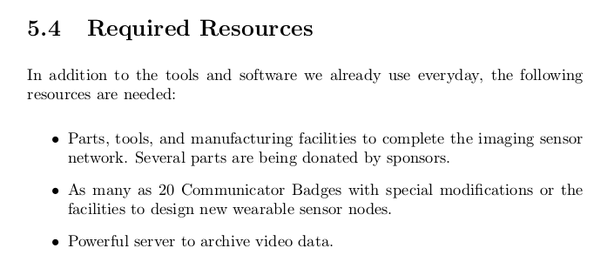 5.4 Required Resources
In addition to the tools and software we already use everyday, the following
resources are needed:
• Parts, tools, and manufacturing facilities to complete the imaging sensor
network. Several parts are being donated by sponsors.
• As many as 20 Communicator Badges with special modifications or the
facilities to design new wearable sensor nodes.
• Powerful server to archive video data.